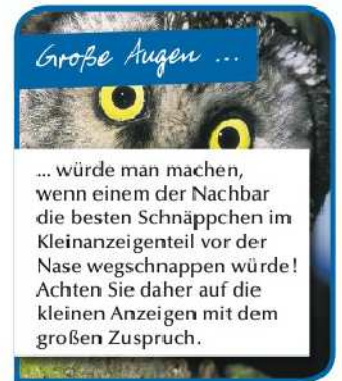 Große Augen ...
... würde man machen,
wenn einem der Nachbar
die besten Schnäppchen im
Kleinanzeigenteil vor der
Nase wegschnappen würde!
Achten Sie daher auf die
kleinen Anzeigen mit dem
großen Zuspruch.